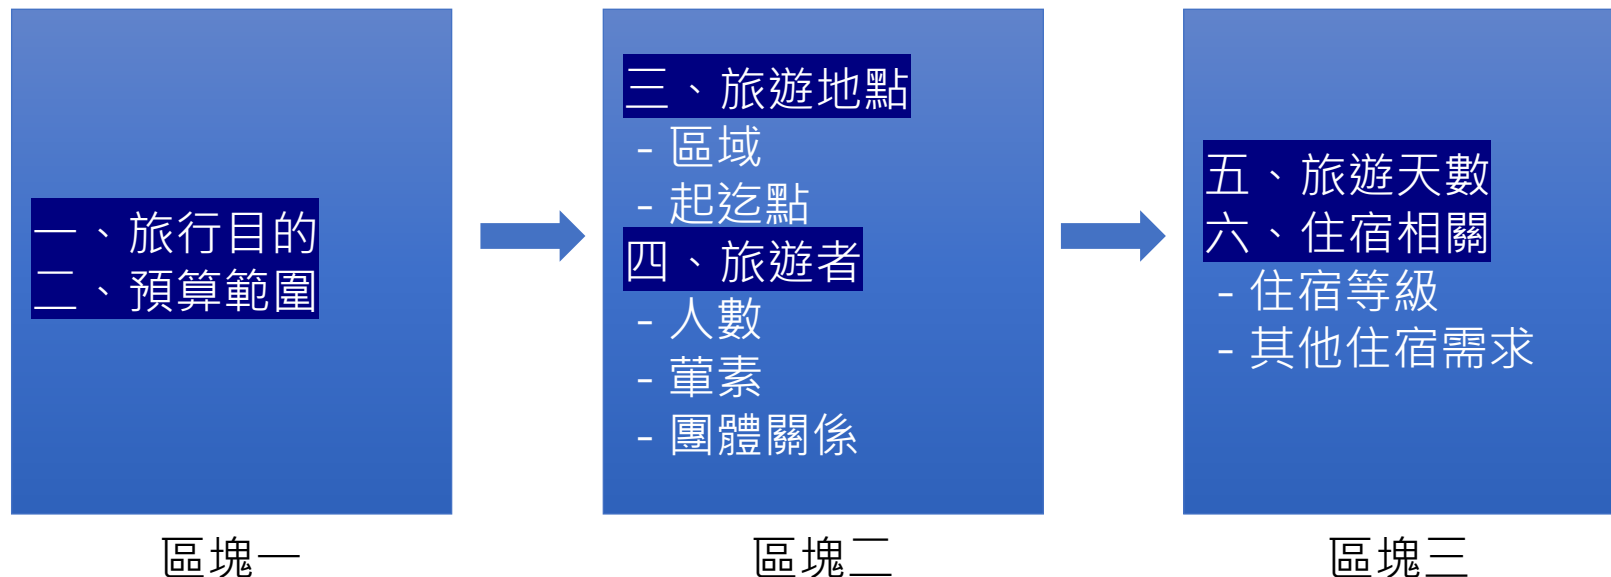 一、旅行目的
二、預算範圍
區塊一
三、旅遊地點
- 區域
- 起迄點
四、旅遊者
- 人數
- 葷素
- 團體關係
區塊二
五、旅遊天數
六、住宿相關
- 住宿等級
- 其他住宿需求
區塊三